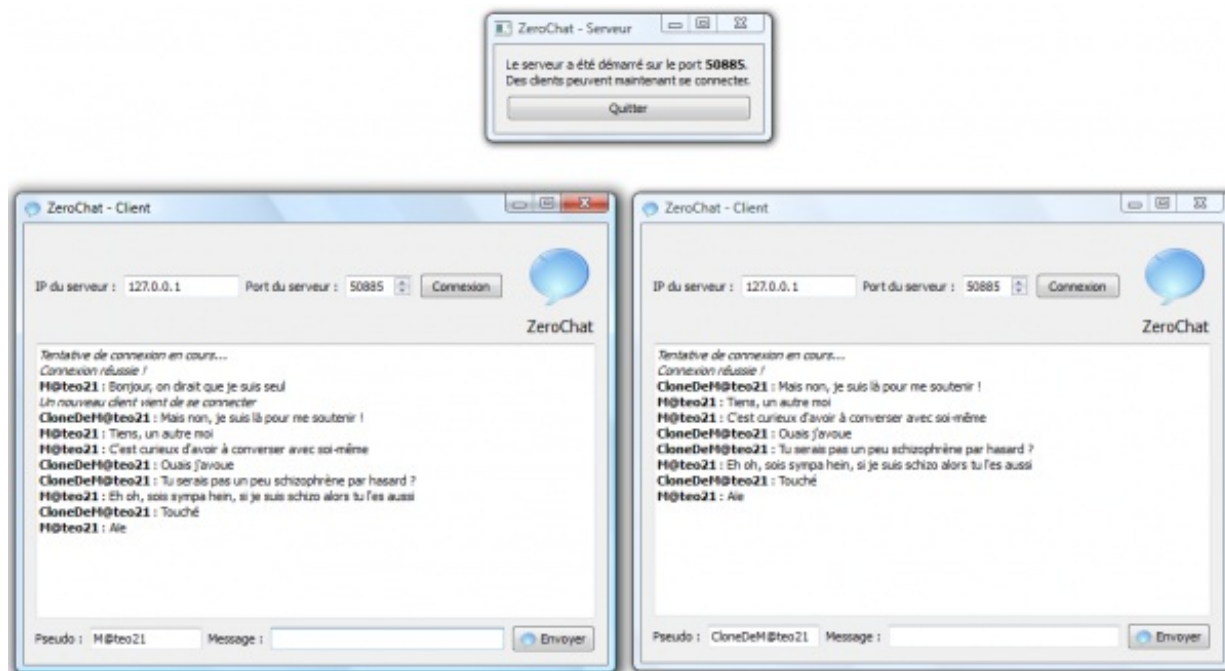 ZeroChat - Serveur
Le serveur a été démarré sur le port 50885.
Des clients peuvent maintenant se connecter.
Quitter
ZeroChat - Client
IP du serveur : 127.0.0.1 Port du serveur : 50885 Connexion
ZeroChat
Tentative de connexion en cours...
Connexion réussie !
M@teo21 : Bonjour, on dirait que je suis seul
Un nouveau client vient de se connecter
CloneDeM@teo21 : Mais non, je suis là pour me soutenir !
M@teo21 : Tiens, un autre moi
M@teo21 : C'est curieux d'avoir à converser avec soi-même
CloneDeM@teo21 : Ouais j'avoue
CloneDeM@teo21 : Tu serais pas un peu schizophrène par hasard ?
M@teo21 : Eh oh, sois sympa hein, si je suis schizo alors tu l'es aussi
CloneDeM@teo21 : Touché
M@teo21 : Aïe
Pseudo : M@teo21 Message : Envoyer
ZeroChat - Client
IP du serveur : 127.0.0.1 Port du serveur : 50885 Connexion
ZeroChat
Tentative de connexion en cours...
Connexion réussie !
CloneDeM@teo21 : Mais non, je suis là pour me soutenir !
M@teo21 : Tiens, un autre moi
M@teo21 : C'est curieux d'avoir à converser avec soi-même
CloneDeM@teo21 : Ouais j'avoue
CloneDeM@teo21 : Tu serais pas un peu schizophrène par hasard ?
M@teo21 : Eh oh, sois sympa hein, si je suis schizo alors tu l'es aussi
CloneDeM@teo21 : Touché
M@teo21 : Aïe
Pseudo : CloneDeM@teo21 Message : Envoyer